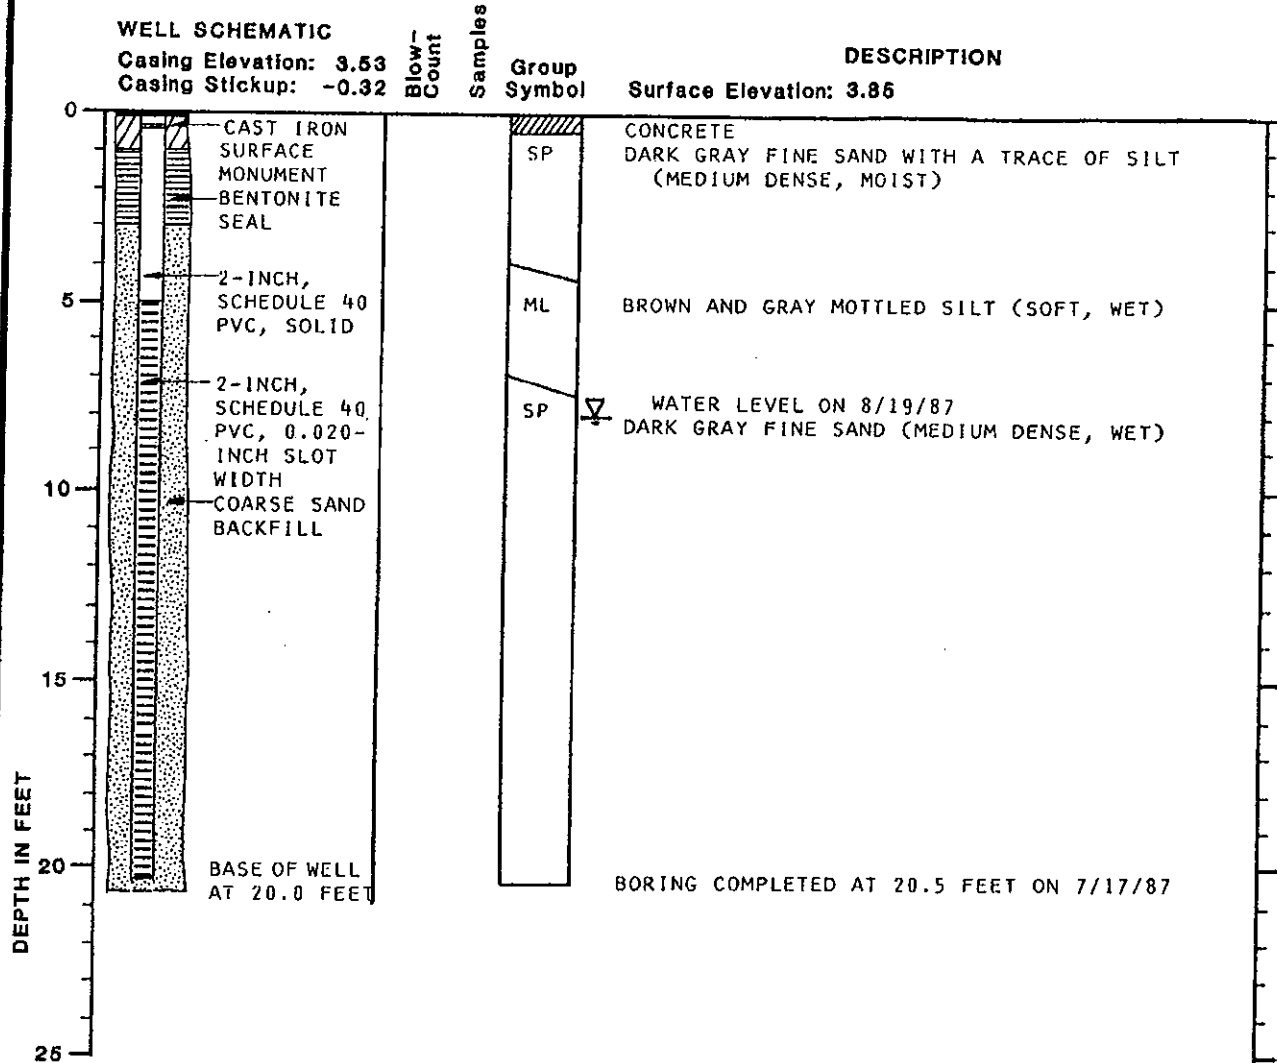 WELL SCHEMATIC
Casing Elevation: 3.53
Casing Stickup: -0.32
Blow-
Count
Samples
Group
Symbol
DESCRIPTION
Surface Elevation: 3.85
0
5
10
15
20
25
DEPTH IN FEET
CAST IRON
SURFACE
MONUMENT
BENTONITE
SEAL
2-INCH,
SCHEDULE 40
PVC, SOLID
2-INCH,
SCHEDULE 40
PVC, 0.020-
INCH SLOT
WIDTH
COARSE SAND
BACKFILL
BASE OF WELL
AT 20.0 FEET
SP
ML
SP
CONCRETE
DARK GRAY FINE SAND WITH A TRACE OF SILT
(MEDIUM DENSE, MOIST)
BROWN AND GRAY MOTTLED SILT (SOFT, WET)
WATER LEVEL ON 8/19/87
DARK GRAY FINE SAND (MEDIUM DENSE, WET)
BORING COMPLETED AT 20.5 FEET ON 7/17/87